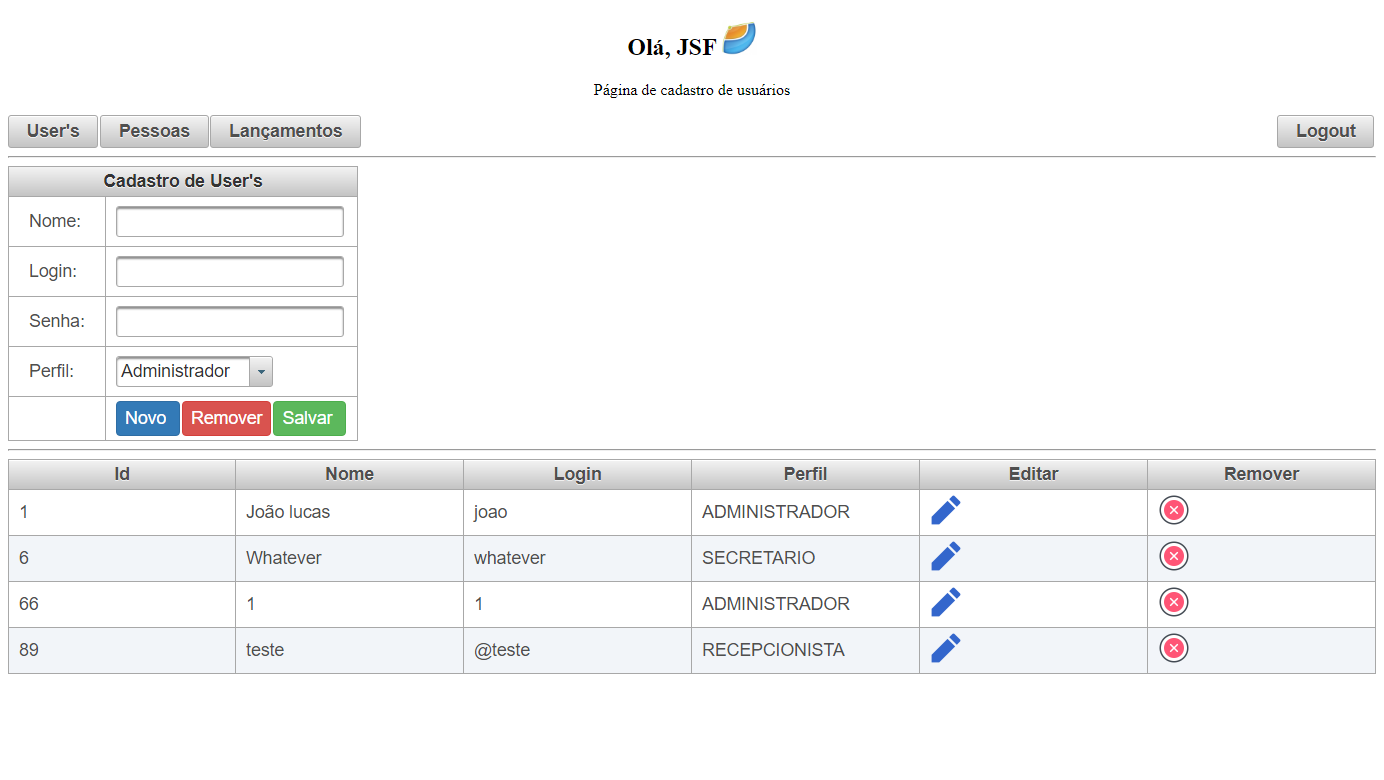 Olá, JSF
Página de cadastro de usuários
User's Pessoas Lançamentos Logout
Cadastro de User's
Nome:
Login:
Senha:
Perfil: Administrador
Novo Remover Salvar
Id Nome Login Perfil Editar Remover
1 João lucas joao ADMINISTRADOR
6 Whatever whatever SECRETARIO
66 1 1 ADMINISTRADOR
89 teste @teste RECEPCIONISTA